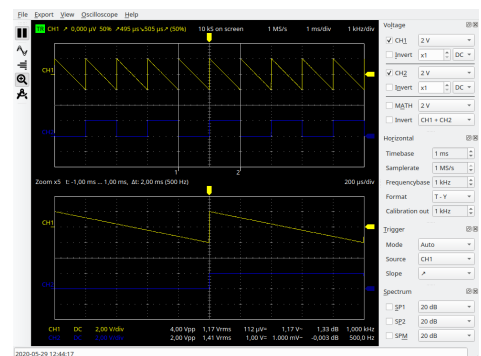 File Export View Oscilloscope Help
TR CH1 ↗ 0,000 µV 50% ↗495 µs↘505 µs↗ (50%) 10 kS on screen 1 MS/s 1 ms/div 1 kHz/div
CH1
1 2
Zoom x5 t: -1,00 ms ... 1,00 ms, Δt: 2,00 ms (500 Hz) 200 µs/div
CH1
CH2
CH1 DC 2,00 V/div 4,00 Vpp 1,17 Vrms 112 µV= 1,17 V~ 1,33 dB 1,000 kHz
CH2 DC 2,00 V/div 2,00 Vpp 1,41 Vrms 1,00 V= 1.000 mV~ -0,003 dB 500,0 Hz
2020-05-29 12:44:17
Voltage
CH1 2 V
Invert x1 DC
CH2 2 V
Invert x1 DC
MATH 2 V
Invert CH1 + CH2
Horizontal
Timebase 1 ms
Samplerate 1 MS/s
Frequencybase 1 kHz
Format T - Y
Calibration out 1 kHz
Trigger
Mode Auto
Source CH1
Slope ↗
Spectrum
SP1 20 dB
SP2 20 dB
SPM 20 dB